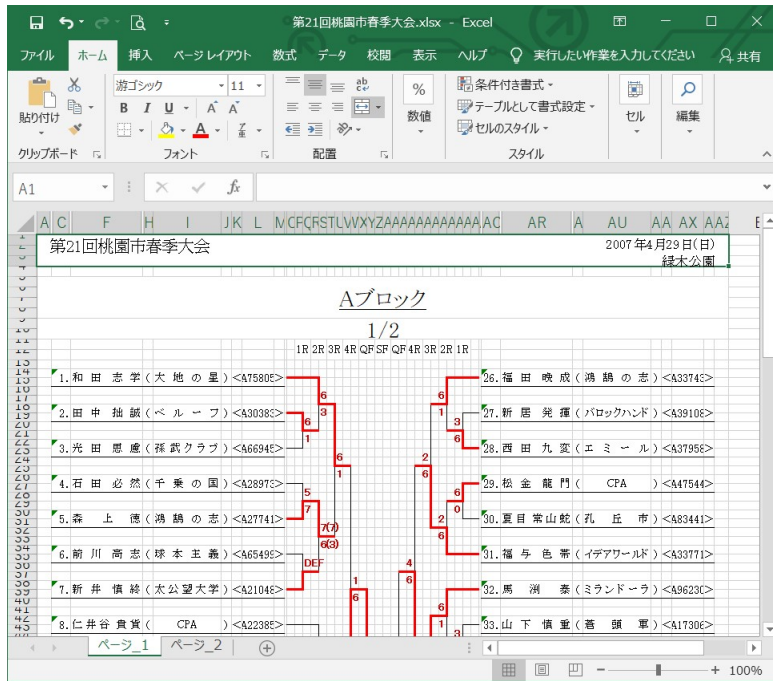 第21回桃園市春季大会.xlsx - Excel
ファイル ホーム 挿入 ページ レイアウト 数式 データ 校閲 表示 ヘルプ 実行したい作業を入力してください 共有
貼り付け 游ゴシック 11 % 数値 条件付き書式 テーブルとして書式設定 セルのスタイル セル 編集
クリップボード フォント 配置 スタイル
A1 fx
第21回桃園市春季大会 2007年4月29日(日)
緑木公園
Aブロック
1/2
1R 2R 3R 4R QF SF QF 4R 3R 2R 1R
1.和田 志学(大地の星)<A75805> 26.福田 晩成(鴻鵠の志)<A33743>
2.田中 拙誠(ペルーフ)<A30383> 27.新居 発揮(バロックハンド)<A39108>
3.光田 思慮(孫武クラブ)<A66945> 28.西田 九変(エミール)<A37958>
4.石田 必然(千乗の国)<A28973> 29.松金 龍門(CPA)<A47544>
5.森 上 徳(鴻鵠の志)<A27741> 30.夏目 常山蛇(孔丘市)<A83441>
6.前川 高志(球本主義)<A65499> 31.福与 色帯(イデアワールド)<A33771>
7.新井 慎終(太公望大学)<A21048> 32.馬渕 泰(ミランドーラ)<A96230>
8.仁井谷 貴貨(CPA)<A22385> 33.山下 慎重(蒼頭軍)<A17306>
6 3
6 1
6 1
5 7
7(7) 6(3)
DEF
1 6
4 6
6 1
3 6
2 6
6 0
2 6
6 1
3
ページ_1 ページ_2
100%